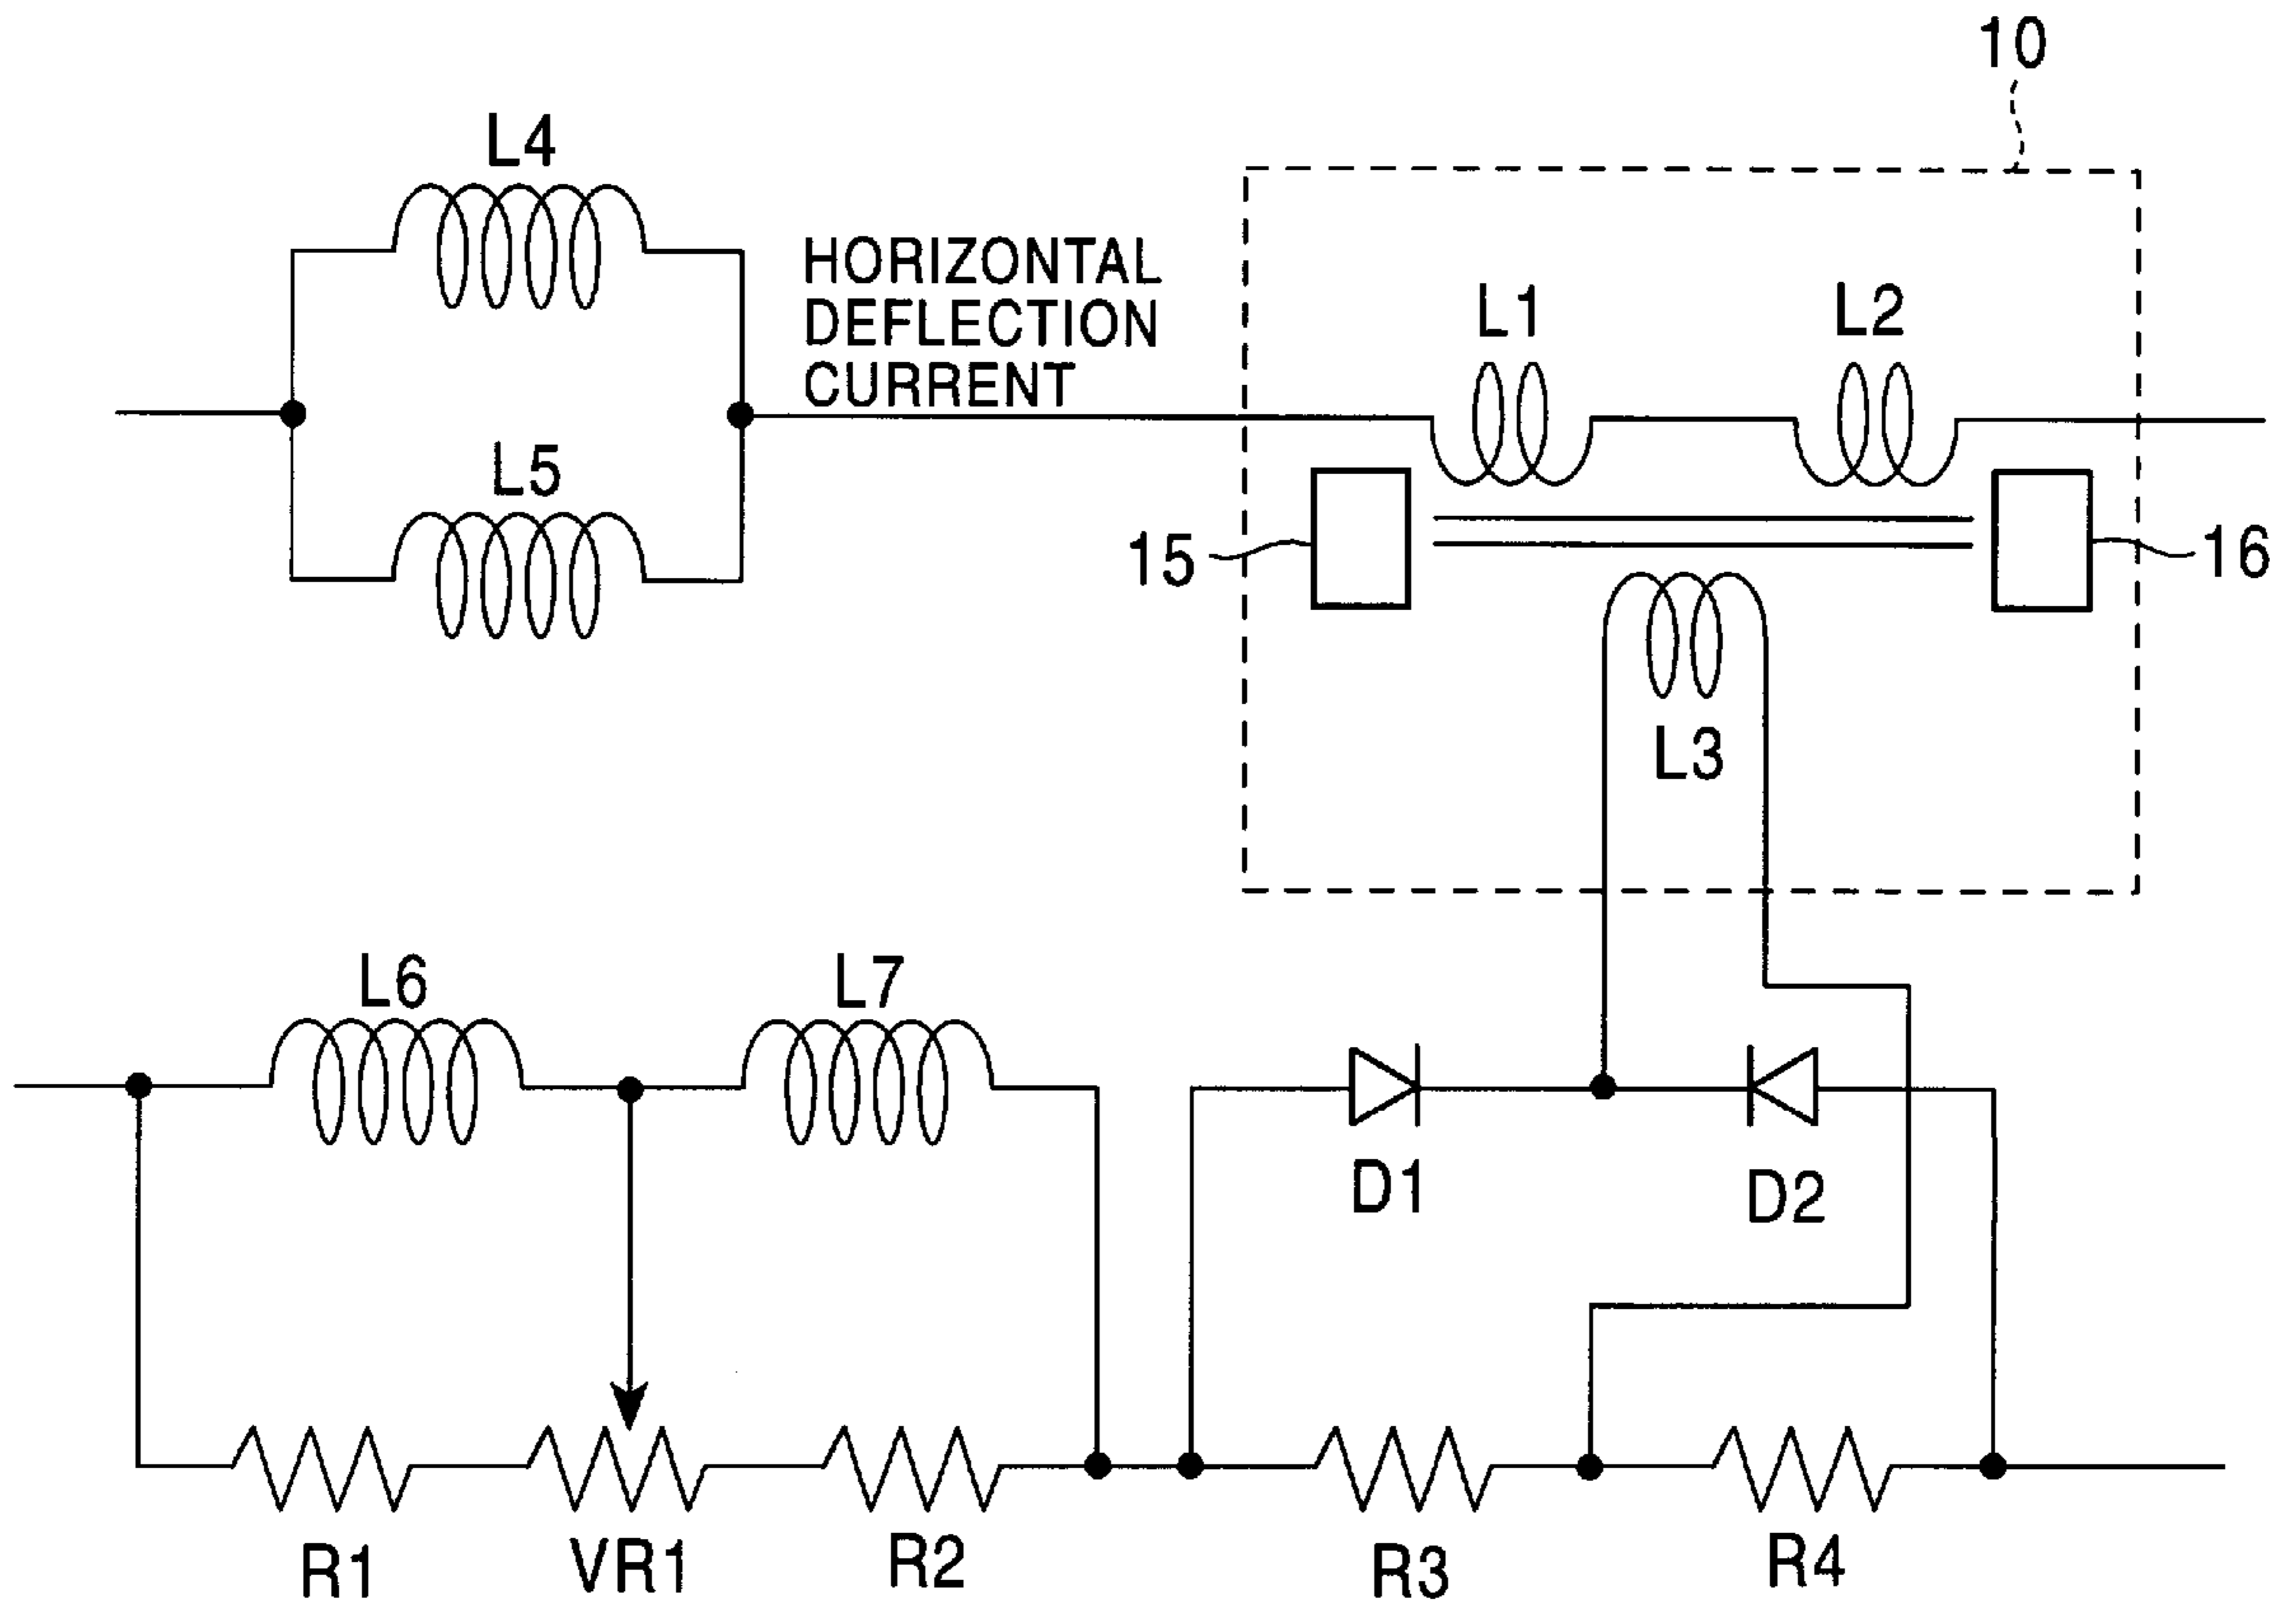 10
L4
HORIZONTAL
DEFLECTION
CURRENT
L1
L2
L5
15
16
L3
L6
L7
D1
D2
R1
VR1
R2
R3
R4